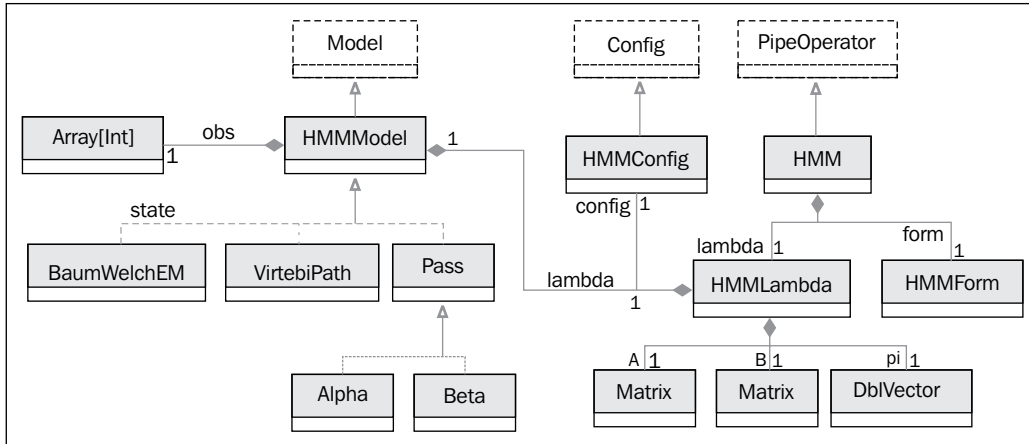 Model Config PipeOperator
Array[Int] obs HMMModel 1 HMMConfig HMM
1
config 1
state
lambda 1 form 1
BaumWelchEM VirtebiPath Pass lambda 1 HMMLambda HMMForm
A 1 B 1 pi 1
Alpha Beta Matrix Matrix DblVector